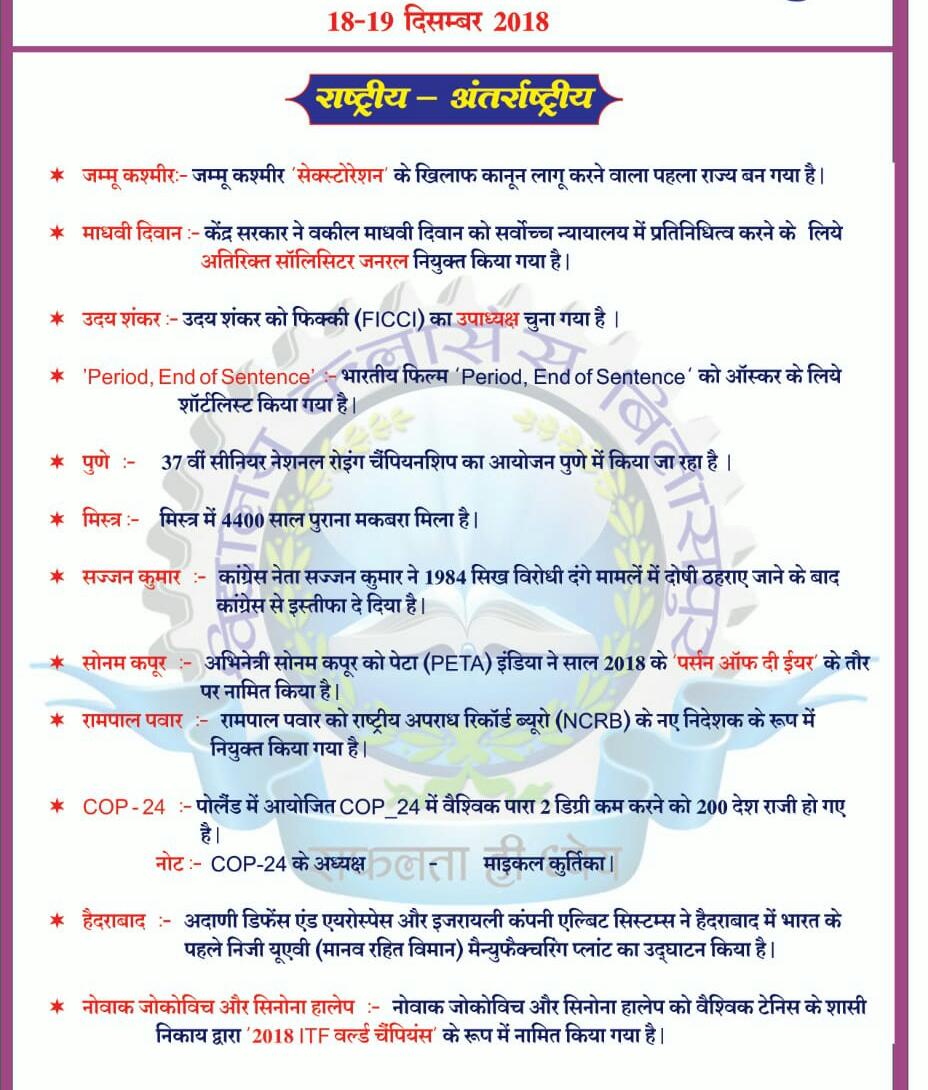 18-19 दिसम्बर 2018
राष्ट्रीय – अंतर्राष्ट्रीय
✶ जम्मू कश्मीर:- जम्मू कश्मीर 'सेक्स्टोरेशन' के खिलाफ कानून लागू करने वाला पहला राज्य बन गया है|
✶ माधवी दिवान :- केंद्र सरकार ने वकील माधवी दिवान को सर्वोच्च न्यायालय में प्रतिनिधित्व करने के लिये
अतिरिक्त सॉलिसिटर जनरल नियुक्त किया गया है|
✶ उदय शंकर :- उदय शंकर को फिक्की (FICCI) का उपाध्यक्ष चुना गया है |
✶ 'Period, End of Sentence' :- भारतीय फिल्म 'Period, End of Sentence' को ऑस्कर के लिये
शॉर्टलिस्ट किया गया है|
✶ पुणे :- 37 वीं सीनियर नेशनल रोइंग चैंपियनशिप का आयोजन पुणे में किया जा रहा है |
✶ मिस्त्र :- मिस्त्र में 4400 साल पुराना मकबरा मिला है|
✶ सज्जन कुमार :- कांग्रेस नेता सज्जन कुमार ने 1984 सिख विरोधी दंगे मामलें में दोषी ठहराए जाने के बाद
कांग्रेस से इस्तीफा दे दिया है|
✶ सोनम कपूर :- अभिनेत्री सोनम कपूर को पेटा (PETA) इंडिया ने साल 2018 के 'पर्सन ऑफ दी ईयर' के तौर
पर नामित किया है|
✶ रामपाल पवार :- रामपाल पवार को राष्ट्रीय अपराध रिकॉर्ड ब्यूरो (NCRB) के नए निदेशक के रूप में
नियुक्त किया गया है|
✶ COP - 24 :- पोलैंड में आयोजित COP_24 में वैश्विक पारा 2 डिग्री कम करने को 200 देश राजी हो गए
है|
नोट :- COP-24 के अध्यक्ष - माइकल कुर्तिका|
✶ हैदराबाद :- अदाणी डिफेंस एंड एयरोस्पेस और इजरायली कंपनी एल्बिट सिस्टम्स ने हैदराबाद में भारत के
पहले निजी यूएवी (मानव रहित विमान) मैन्युफैक्चरिंग प्लांट का उद्घाटन किया है|
✶ नोवाक जोकोविच और सिनोना हालेप :- नोवाक जोकोविच और सिनोना हालेप को वैश्विक टेनिस के शासी
निकाय द्वारा '2018 ITF वर्ल्ड चैंपियंस' के रूप में नामित किया गया है|
क्लासेस बिलासपुर
सफलता ही ध्येय